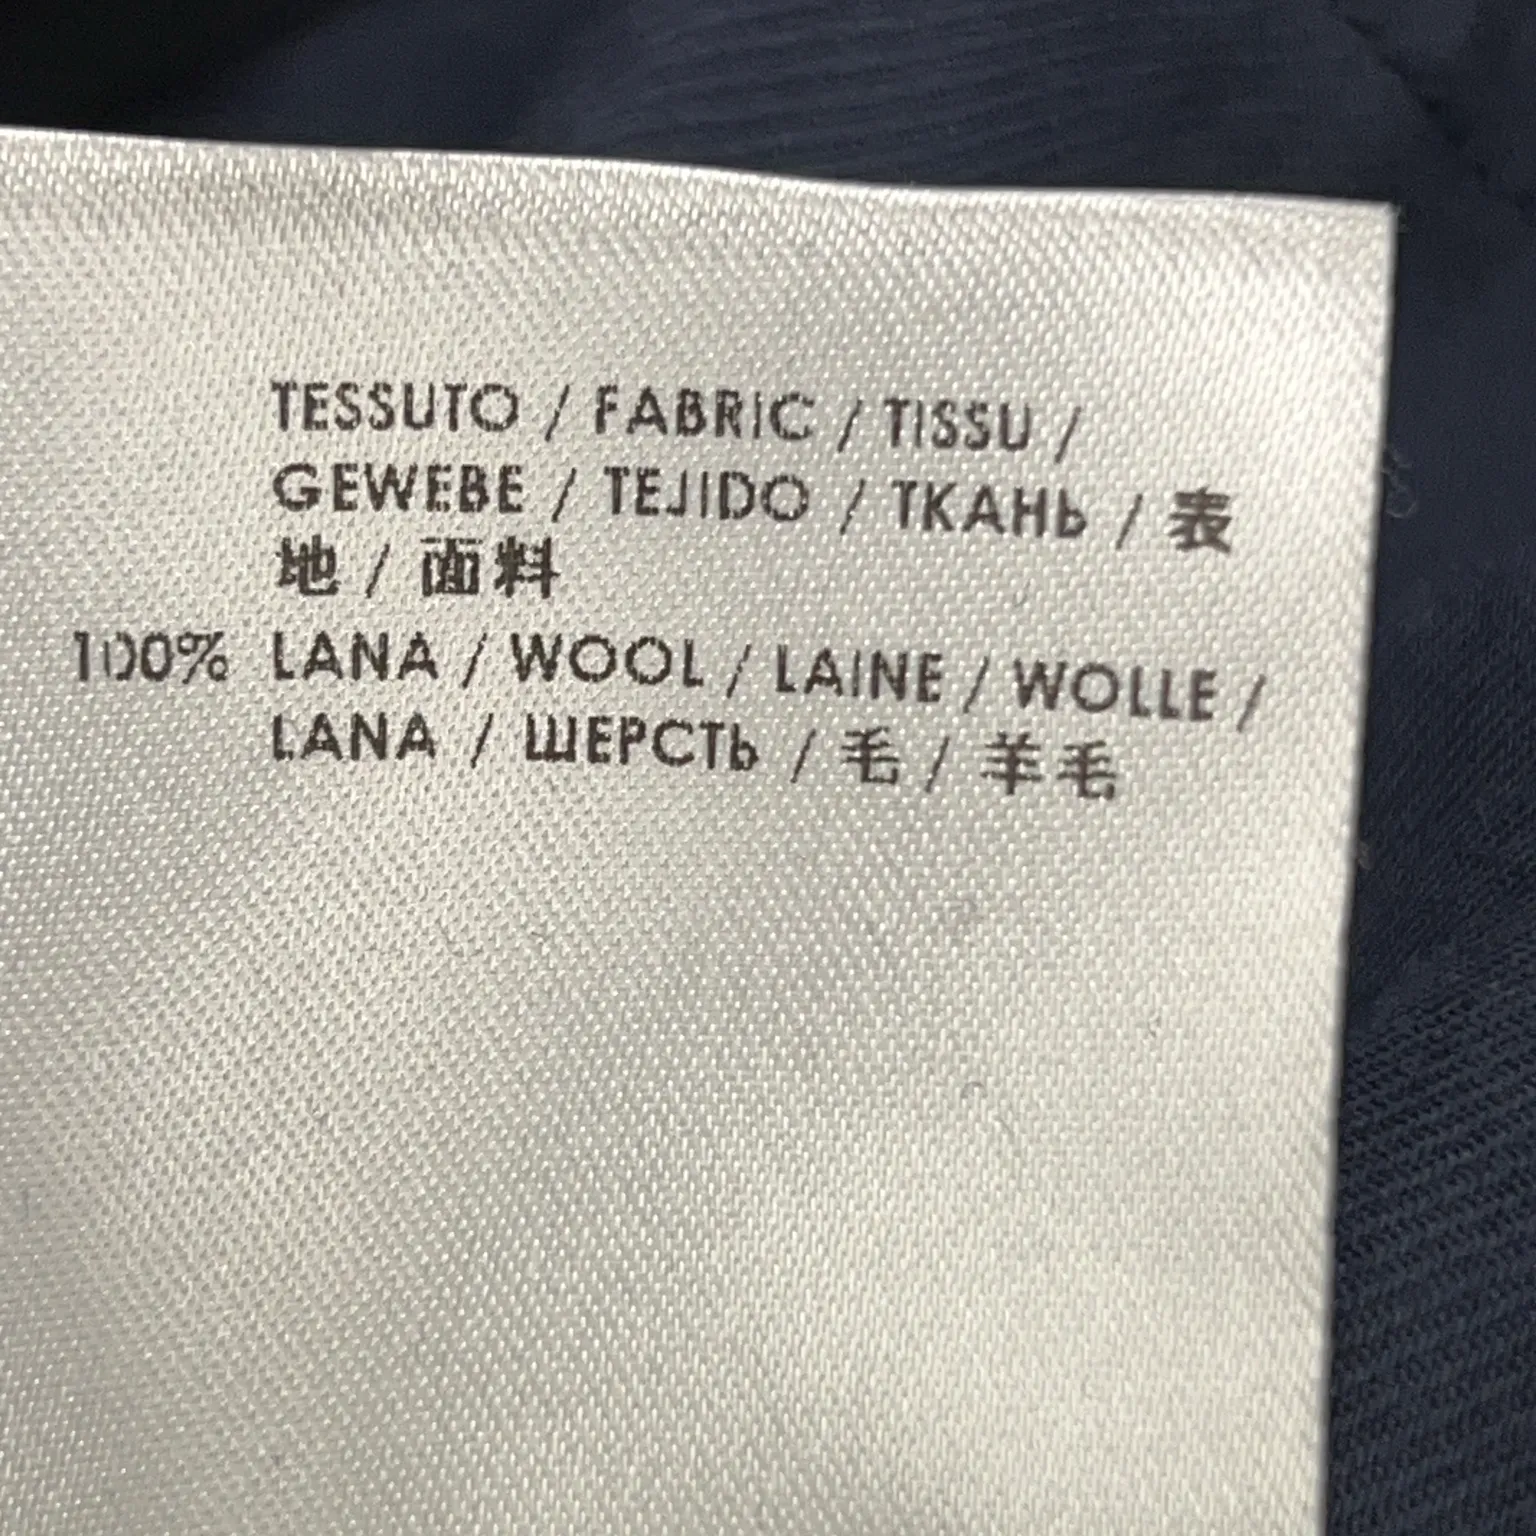 TESSUTO / FABRIC / TISSU /
GEWEBE / TEJIDO / ТКАНЬ / 表
地 / 面料
100% LANA / WOOL / LAINE / WOLLE /
LANA / ШЕРСТЬ / 毛 / 羊毛